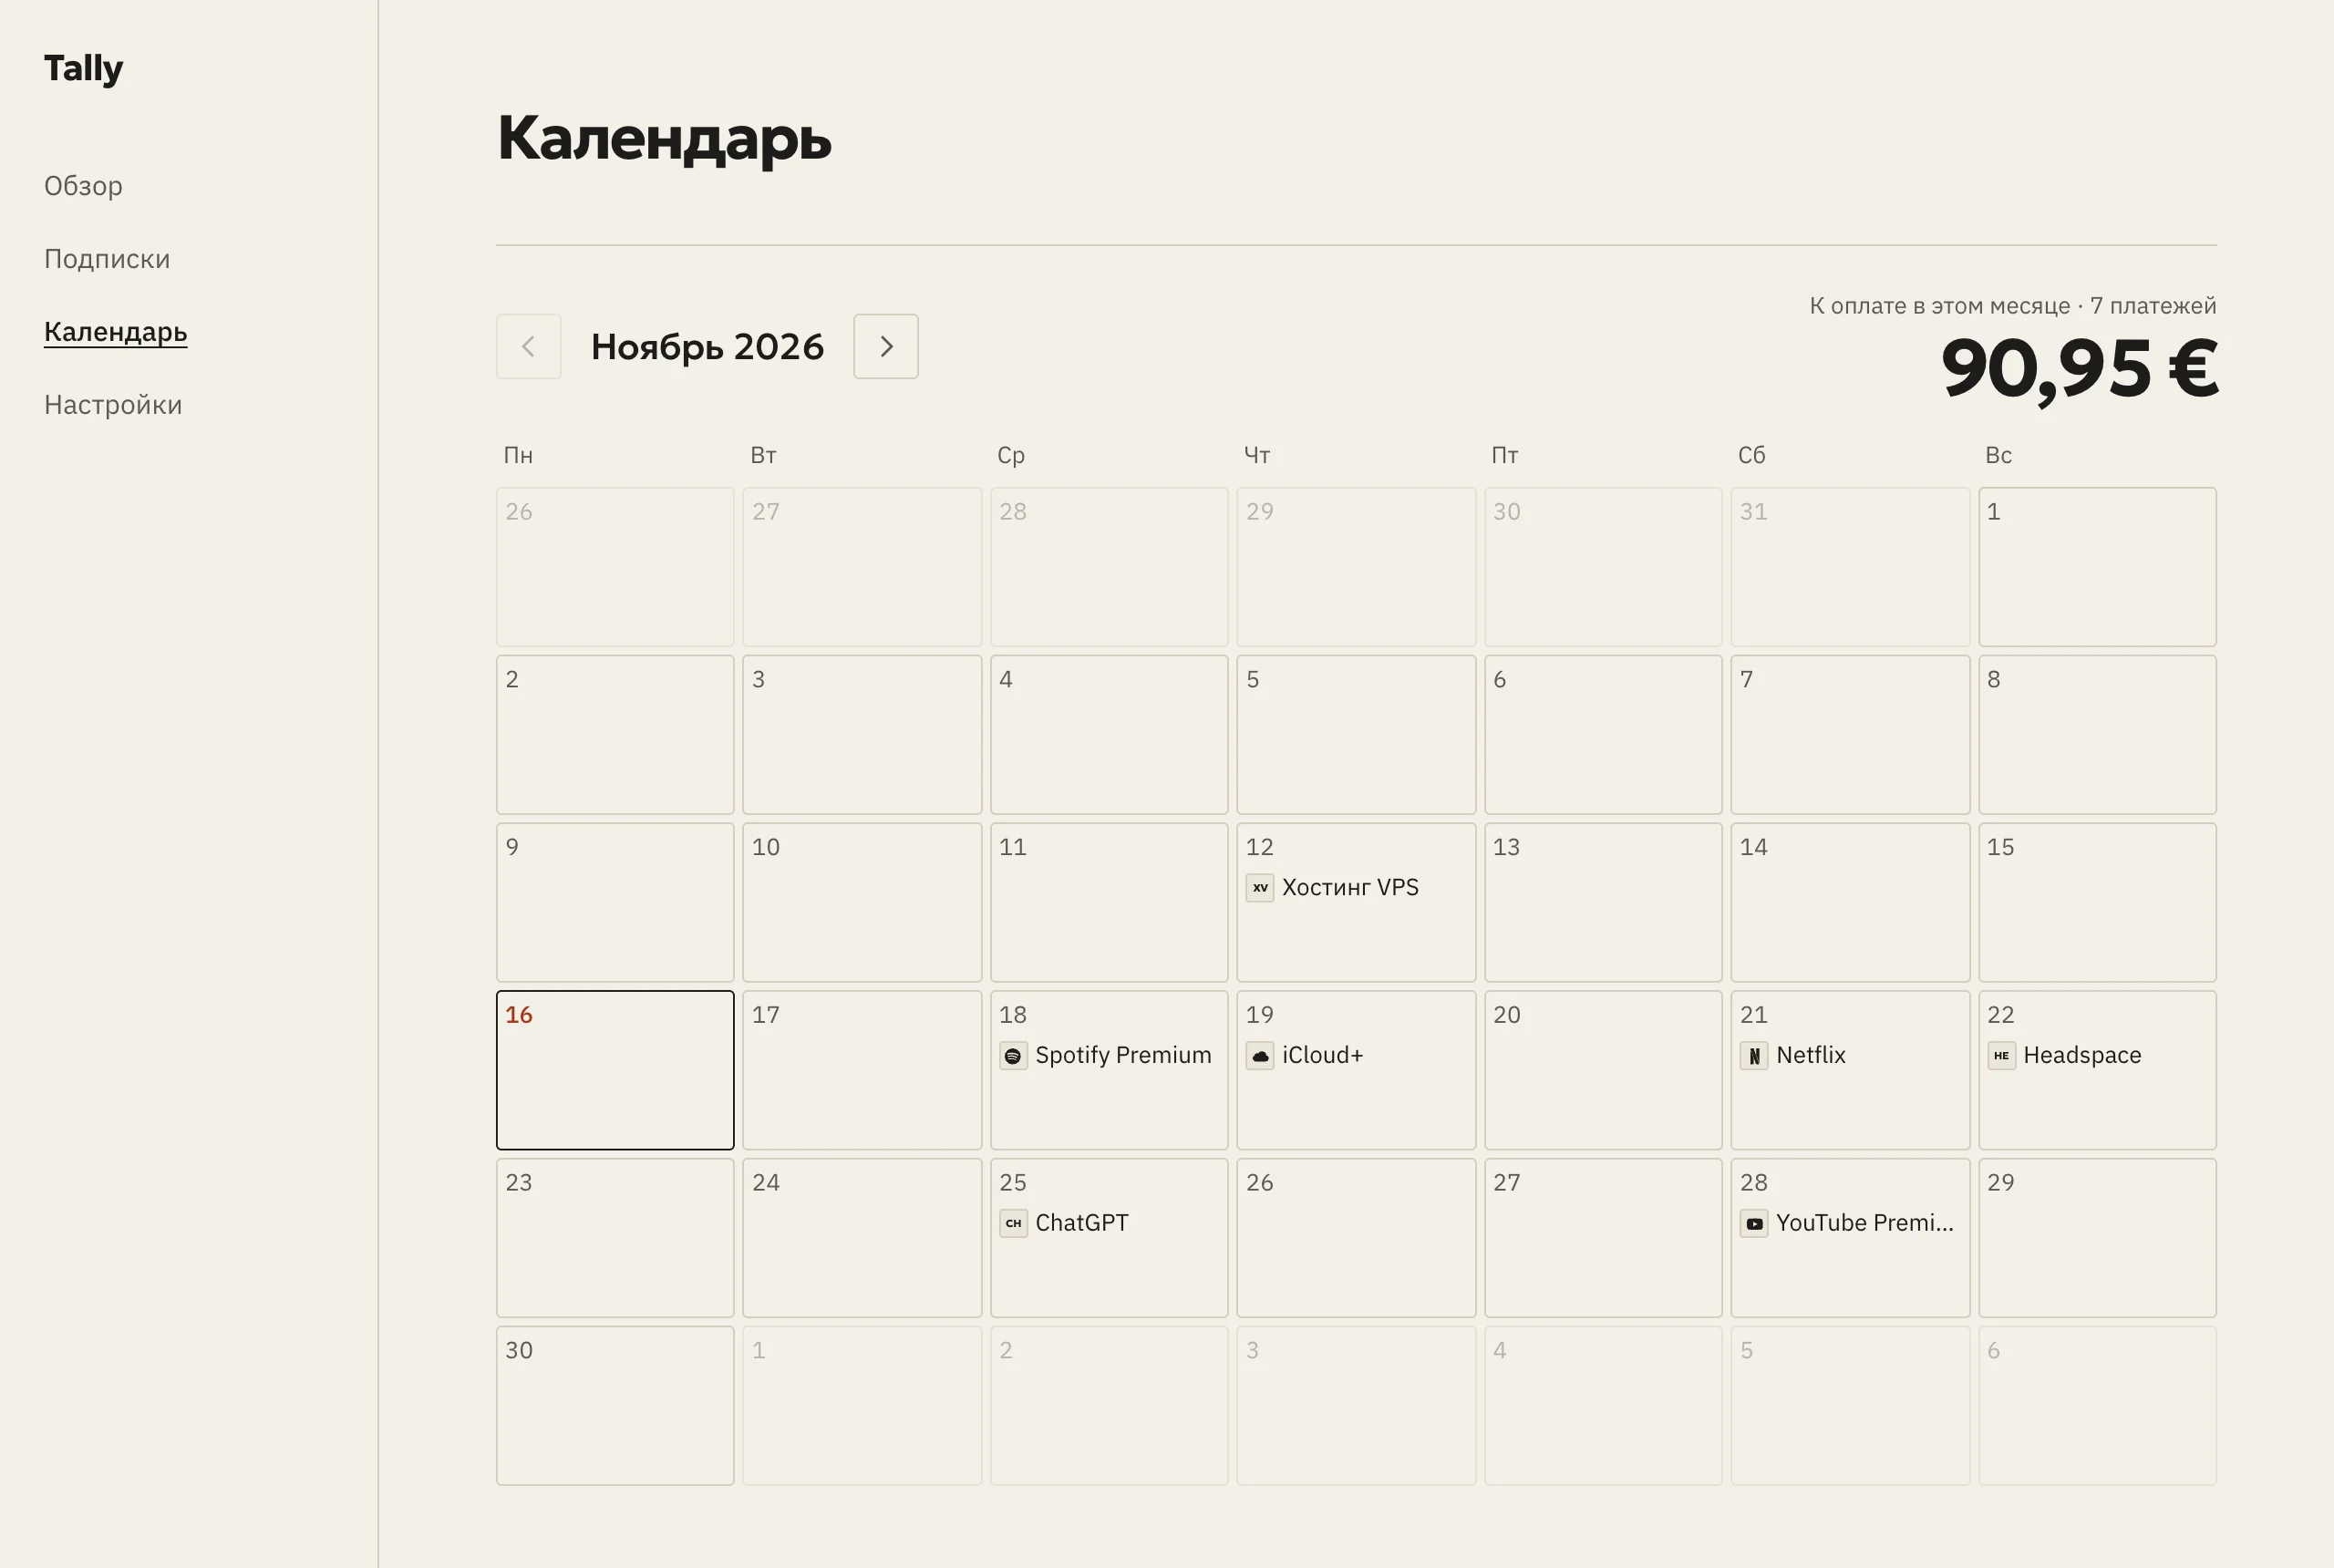 Tally
Обзор
Подписки
Календарь
Настройки
Календарь
Ноябрь 2026
К оплате в этом месяце · 7 платежей
90,95 €
Пн Вт Ср Чт Пт Сб Вс
26 27 28 29 30 31 1
2 3 4 5 6 7 8
9 10 11 12 13 14 15
XV Хостинг VPS
16 17 18 19 20 21 22
Spotify Premium iCloud+ Netflix HE Headspace
23 24 25 26 27 28 29
CH ChatGPT YouTube Premi...
30 1 2 3 4 5 6